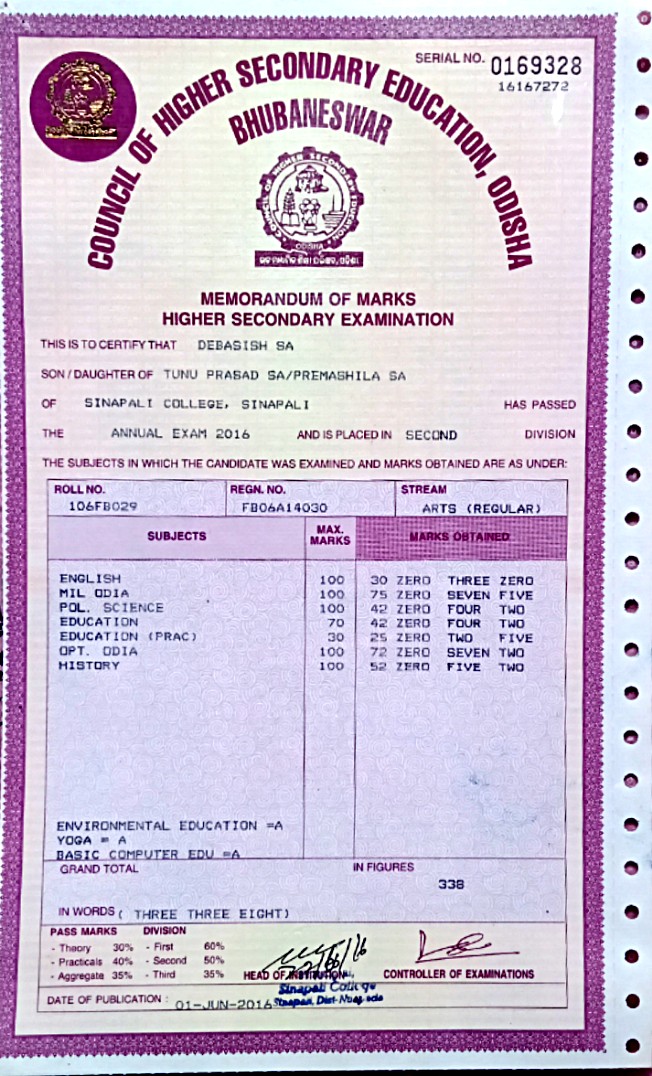 SERIAL NO. 0169328
16167272
COUNCIL OF HIGHER SECONDARY EDUCATION, ODISHA
BHUBANESWAR
COUNCIL OF HIGHER SECONDARY EDUCATION
ODISHA
MEMORANDUM OF MARKS
HIGHER SECONDARY EXAMINATION
THIS IS TO CERTIFY THAT DEBASISH SA
SON / DAUGHTER OF TUNU PRASAD SA/PREMASHILA SA
OF SINAPALI COLLEGE, SINAPALI HAS PASSED
THE ANNUAL EXAM 2016 AND IS PLACED IN SECOND DIVISION
THE SUBJECTS IN WHICH THE CANDIDATE WAS EXAMINED AND MARKS OBTAINED ARE AS UNDER:
ROLL NO. REGN. NO. STREAM
106FB029 FB06A14030 ARTS (REGULAR)
SUBJECTS MAX. MARKS MARKS OBTAINED
ENGLISH 100 30 ZERO THREE ZERO
MIL ODIA 100 75 ZERO SEVEN FIVE
POL. SCIENCE 100 42 ZERO FOUR TWO
EDUCATION 70 42 ZERO FOUR TWO
EDUCATION (PRAC) 30 25 ZERO TWO FIVE
OPT. ODIA 100 72 ZERO SEVEN TWO
HISTORY 100 52 ZERO FIVE TWO
ENVIRONMENTAL EDUCATION =A
YOGA = A
BASIC COMPUTER EDU =A
GRAND TOTAL IN FIGURES
338
IN WORDS ( THREE THREE EIGHT)
PASS MARKS DIVISION
- Theory 30% - First 60%
- Practicals 40% - Second 50%
- Aggregate 35% - Third 35%
HEAD OF INSTITUTION CONTROLLER OF EXAMINATIONS
Sinapali College
DATE OF PUBLICATION : 01-JUN-2016